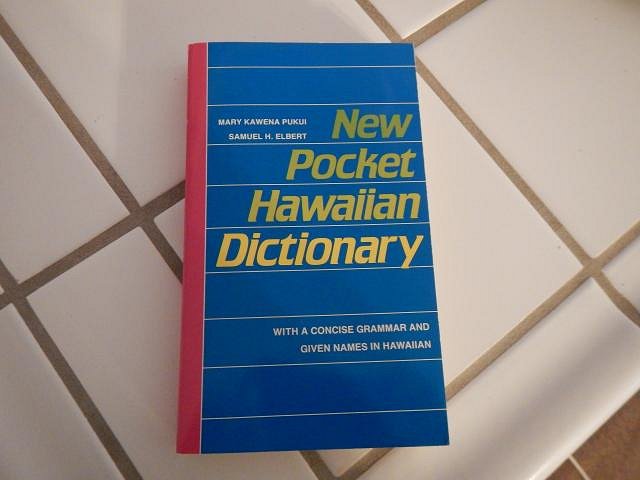 MARY KAWENA PUKUI
SAMUEL H. ELBERT
New
Pocket
Hawaiian
Dictionary
WITH A CONCISE GRAMMAR AND
GIVEN NAMES IN HAWAIIAN